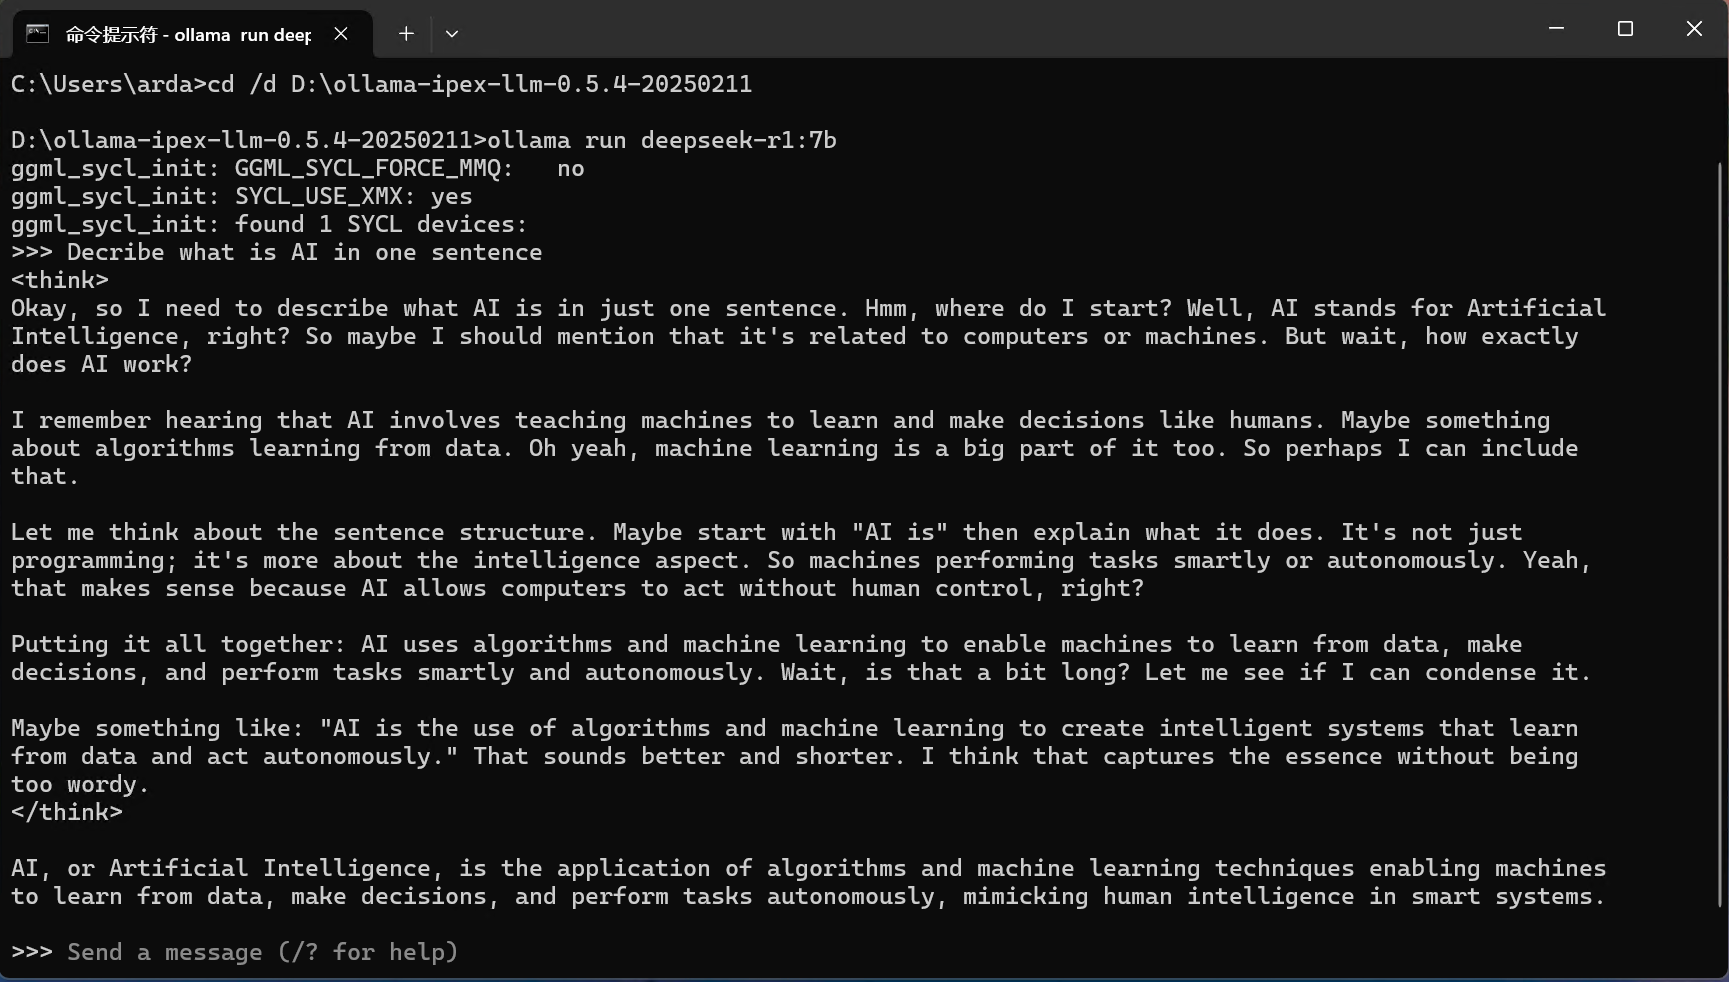 命令提示符 - ollama  run deep
C:\Users\arda>cd /d D:\ollama-ipex-llm-0.5.4-20250211
D:\ollama-ipex-llm-0.5.4-20250211>ollama run deepseek-r1:7b
ggml_sycl_init: GGML_SYCL_FORCE_MMQ:   no
ggml_sycl_init: SYCL_USE_XMX: yes
ggml_sycl_init: found 1 SYCL devices:
>>> Decribe what is AI in one sentence
<think>
Okay, so I need to describe what AI is in just one sentence. Hmm, where do I start? Well, AI stands for Artificial
Intelligence, right? So maybe I should mention that it's related to computers or machines. But wait, how exactly
does AI work?
I remember hearing that AI involves teaching machines to learn and make decisions like humans. Maybe something
about algorithms learning from data. Oh yeah, machine learning is a big part of it too. So perhaps I can include
that.
Let me think about the sentence structure. Maybe start with "AI is" then explain what it does. It's not just
programming; it's more about the intelligence aspect. So machines performing tasks smartly or autonomously. Yeah,
that makes sense because AI allows computers to act without human control, right?
Putting it all together: AI uses algorithms and machine learning to enable machines to learn from data, make
decisions, and perform tasks smartly and autonomously. Wait, is that a bit long? Let me see if I can condense it.
Maybe something like: "AI is the use of algorithms and machine learning to create intelligent systems that learn
from data and act autonomously." That sounds better and shorter. I think that captures the essence without being
too wordy.
</think>
AI, or Artificial Intelligence, is the application of algorithms and machine learning techniques enabling machines
to learn from data, make decisions, and perform tasks autonomously, mimicking human intelligence in smart systems.
>>> Send a message (/? for help)